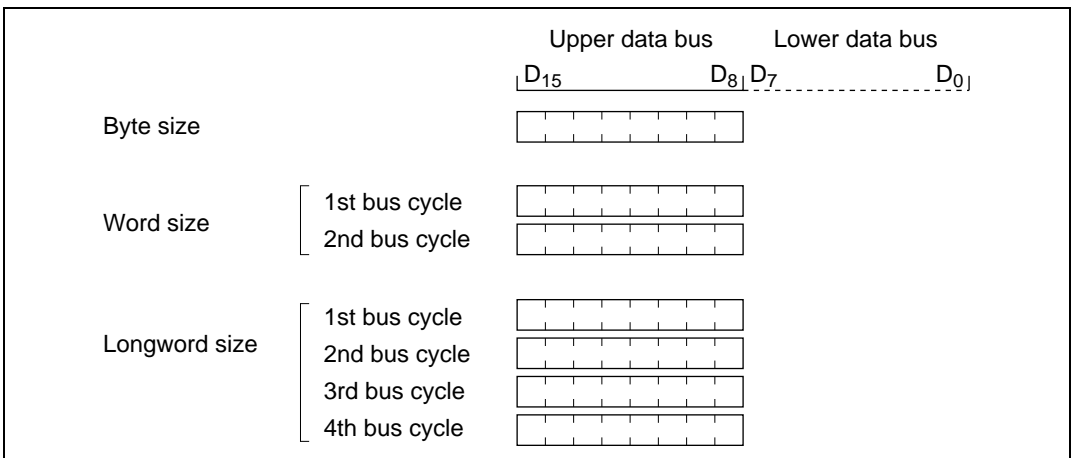 Upper data bus Lower data bus
D15 D8 D7 D0
Byte size
Word size
1st bus cycle
2nd bus cycle
Longword size
1st bus cycle
2nd bus cycle
3rd bus cycle
4th bus cycle